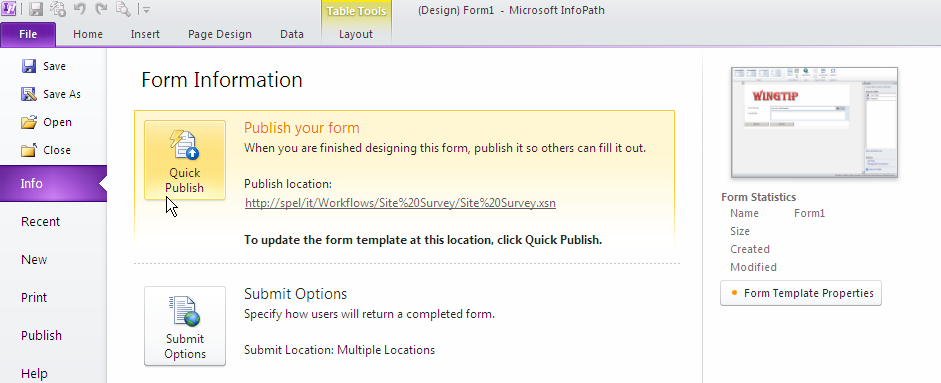 Table Tools
(Design) Form1 - Microsoft InfoPath
File
Home
Insert
Page Design
Data
Layout
Save
Save As
Open
Close
Info
Recent
New
Print
Publish
Help
Form Information
Quick
Publish
Publish your form
When you are finished designing this form, publish it so others can fill it out.
Publish location:
http://spel/it/Workflows/Site%20Survey/Site%20Survey.xsn
To update the form template at this location, click Quick Publish.
Submit
Options
Submit Options
Specify how users will return a completed form.
Submit Location: Multiple Locations
WINGTIP
Form Statistics
Name Form1
Size
Created
Modified
Form Template Properties